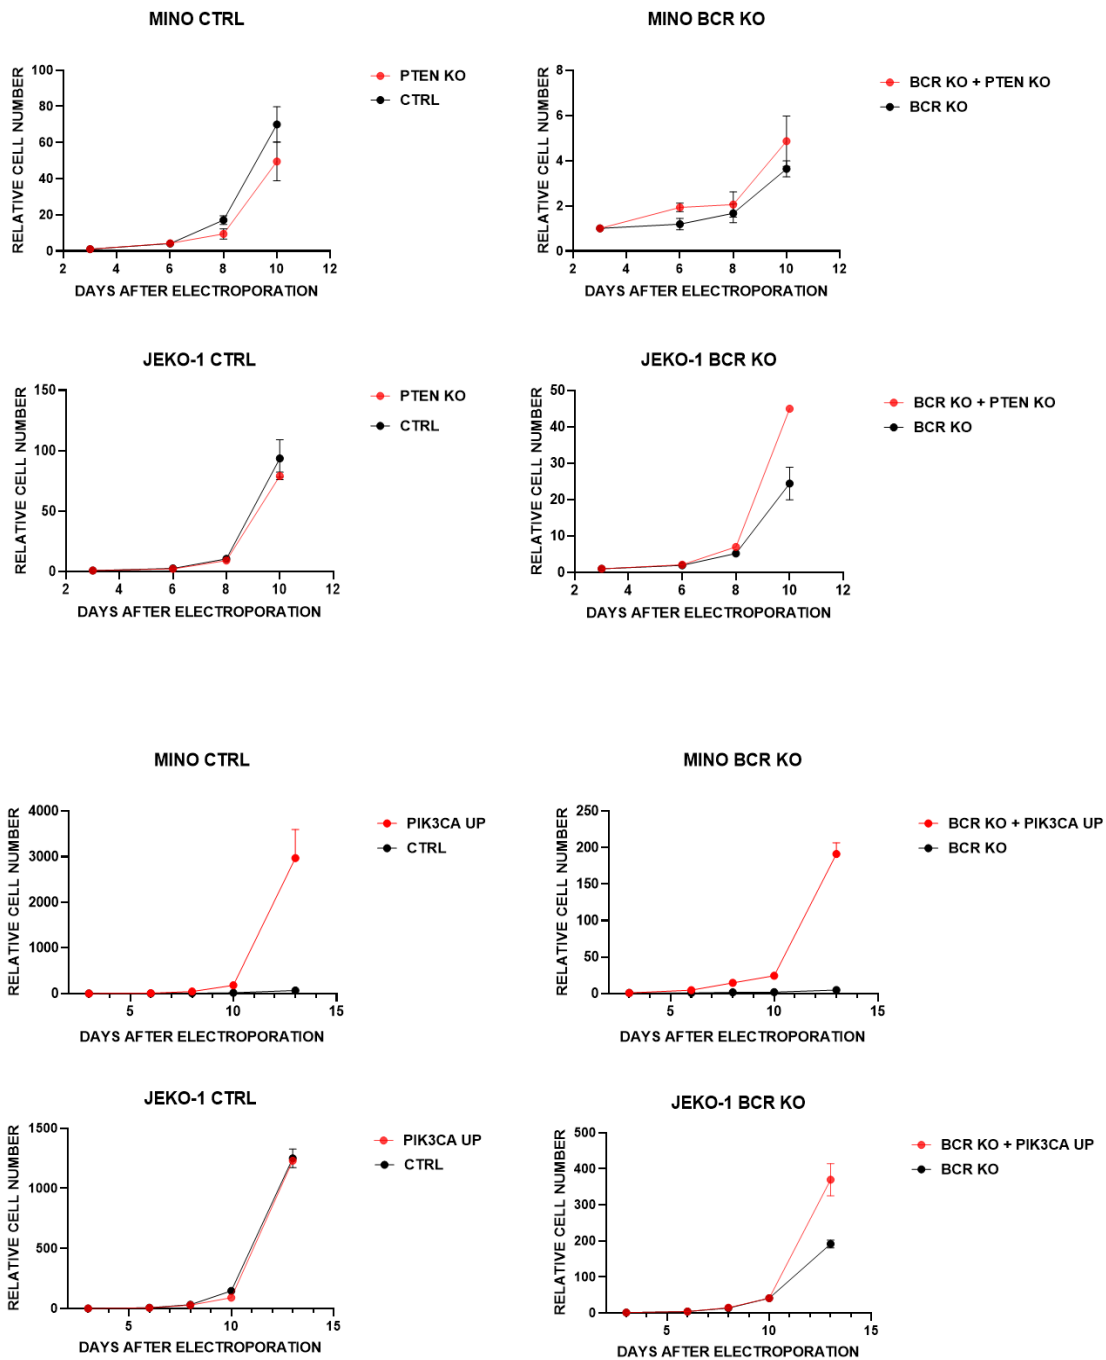 MINO CTRL
RELATIVE CELL NUMBER
100
80
60
40
20
0
2 4 6 8 10 12
DAYS AFTER ELECTROPORATION
PTEN KO
CTRL
MINO BCR KO
RELATIVE CELL NUMBER
8
6
4
2
0
2 4 6 8 10 12
DAYS AFTER ELECTROPORATION
BCR KO + PTEN KO
BCR KO
JEKO-1 CTRL
RELATIVE CELL NUMBER
150
100
50
0
2 4 6 8 10 12
DAYS AFTER ELECTROPORATION
PTEN KO
CTRL
JEKO-1 BCR KO
RELATIVE CELL NUMBER
50
40
30
20
10
0
2 4 6 8 10 12
DAYS AFTER ELECTROPORATION
BCR KO + PTEN KO
BCR KO
MINO CTRL
RELATIVE CELL NUMBER
4000
3000
2000
1000
0
5 10 15
DAYS AFTER ELECTROPORATION
PIK3CA UP
CTRL
MINO BCR KO
RELATIVE CELL NUMBER
250
200
150
100
50
0
5 10 15
DAYS AFTER ELECTROPORATION
BCR KO + PIK3CA UP
BCR KO
JEKO-1 CTRL
RELATIVE CELL NUMBER
1500
1000
500
0
5 10 15
DAYS AFTER ELECTROPORATION
PIK3CA UP
CTRL
JEKO-1 BCR KO
RELATIVE CELL NUMBER
500
400
300
200
100
0
5 10 15
DAYS AFTER ELECTROPORATION
BCR KO + PIK3CA UP
BCR KO